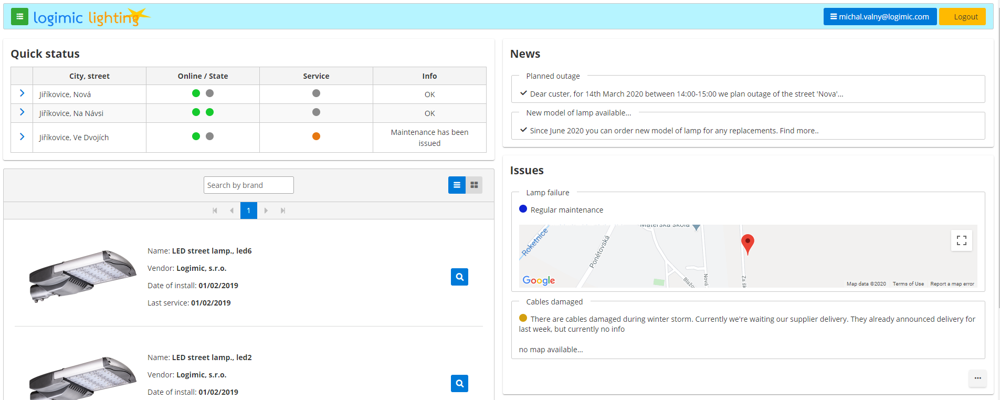 logimic lighting
michal.valny@logimic.com
Logout
Quick status
City, street
Online / State
Service
Info
Jiříkovice, Nová
OK
Jiříkovice, Na Návsi
OK
Jiříkovice, Ve Dvojích
Maintenance has been
issued
Search by brand
1
Name: LED street lamp., led6
Vendor: Logimic, s.r.o.
Date of install: 01/02/2019
Last service: 01/02/2019
Name: LED street lamp., led2
Vendor: Logimic, s.r.o.
Date of install: 01/02/2019
News
Planned outage
Dear custer, for 14th March 2020 between 14:00-15:00 we plan outage of the street 'Nova'...
New model of lamp available...
Since June 2020 you can order new model of lamp for any replacements. Find more..
Issues
Lamp failure
Regular maintenance
Mateřská škola
Roketnice
Ponětovská
Nová
Google
Map data ©2020
Terms of Use
Report a map error
Cables damaged
There are cables damaged during winter storm. Currently we're waiting our supplier delivery. They already announced delivery for
last week, but currently no info
no map available...